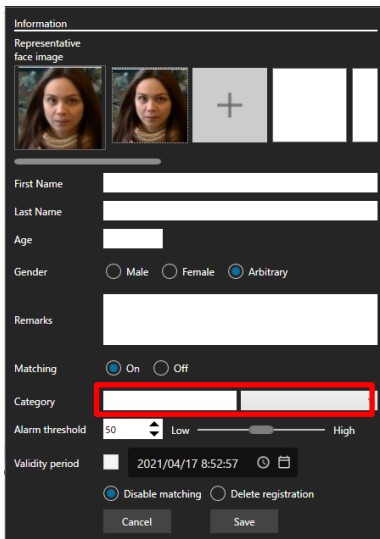 Information
Representative
face image
First Name
Last Name
Age
Gender Male Female Arbitrary
Remarks
Matching On Off
Category
Alarm threshold 50 Low High
Validity period 2021/04/17 8:52:57
Disable matching Delete registration
Cancel Save